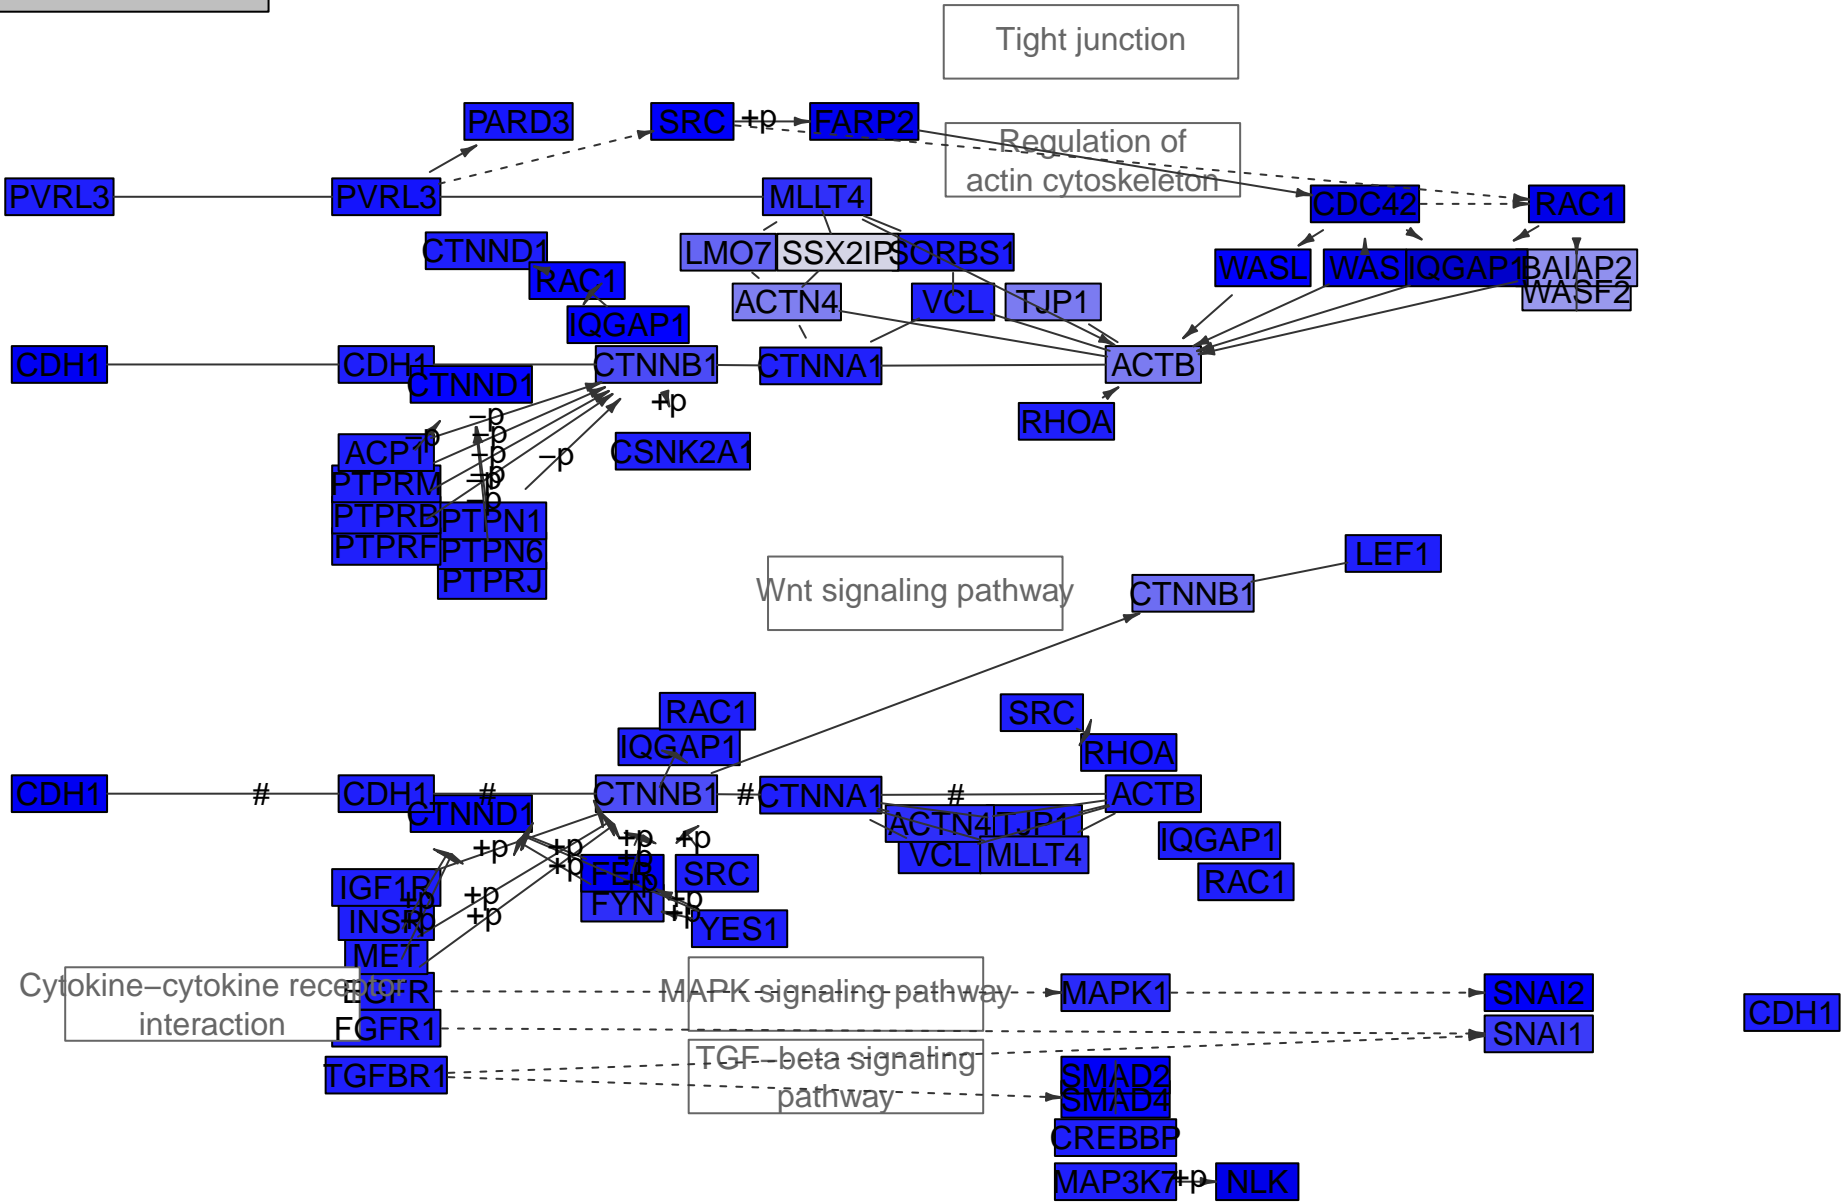 Tight junction
PARD3
SRC
+p
FARP2
Regulation of
actin cytoskeleton
PVRL3
PVRL3
MLLT4
CDC42
RAC1
CTNND1
RAC1
LMO7
SSX2IP
SORBS1
WASL
WAS
IQGAP1
BAIAP2
WASF2
ACTN4
VCL
TJP1
IQGAP1
CDH1
CDH1
CTNND1
CTNNB1
CTNNA1
ACTB
+p
RHOA
–p
–p
–p
–p
–p
–p
–p
–p
ACP1
CSNK2A1
PTPRM
PTPRB
PTPN1
PTPRF
PTPN6
PTPRJ
LEF1
Wnt signaling pathway
CTNNB1
RAC1
SRC
IQGAP1
RHOA
CDH1
#
CDH1
#
CTNNB1
#
CTNNA1
#
ACTB
CTNND1
ACTN4
TJP1
IQGAP1
+p
+p
+p
+p
+p
+p
VCL
MLLT4
FER
+p
SRC
RAC1
IGF1R
+p
+p
FYN
+p
INSR
+p
+p
+p
YES1
MET
Cytokine–cytokine receptor
interaction
EGFR
MAPK signaling pathway
MAPK1
SNAI2
CDH1
FGFR1
SNAI1
TGF–beta signaling
pathway
TGFBR1
SMAD2
SMAD4
CREBBP
MAP3K7
+p
NLK